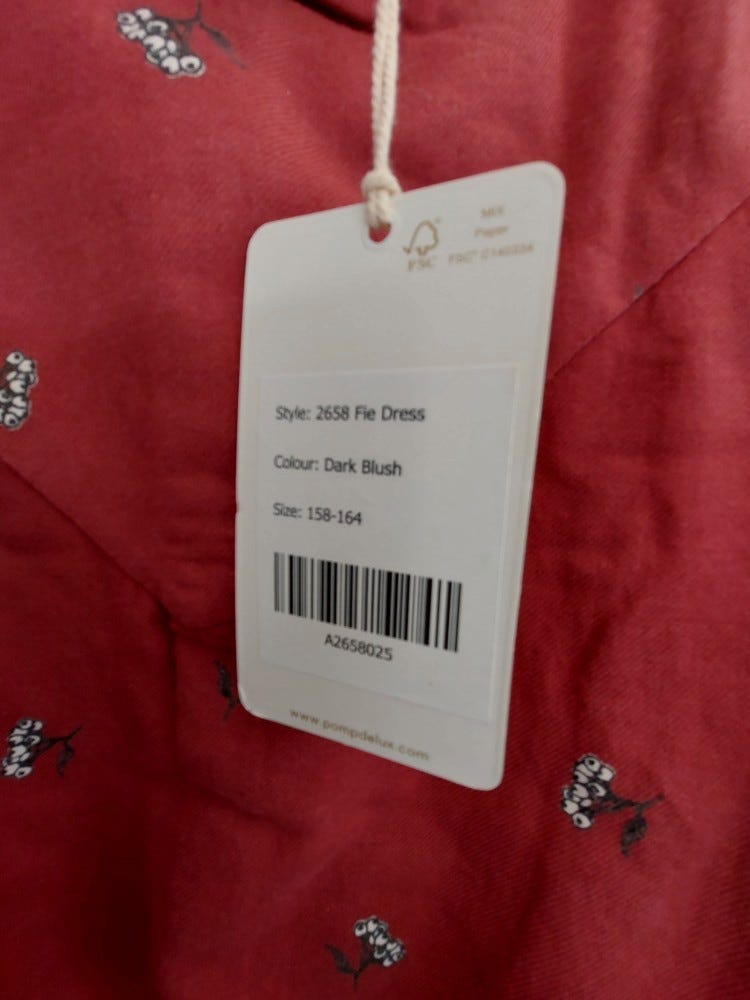 MIX
Paper
FSC
Style: 2658 Fie Dress
Colour: Dark Blush
Size: 158-164
A2658025
www.pompdelux.com